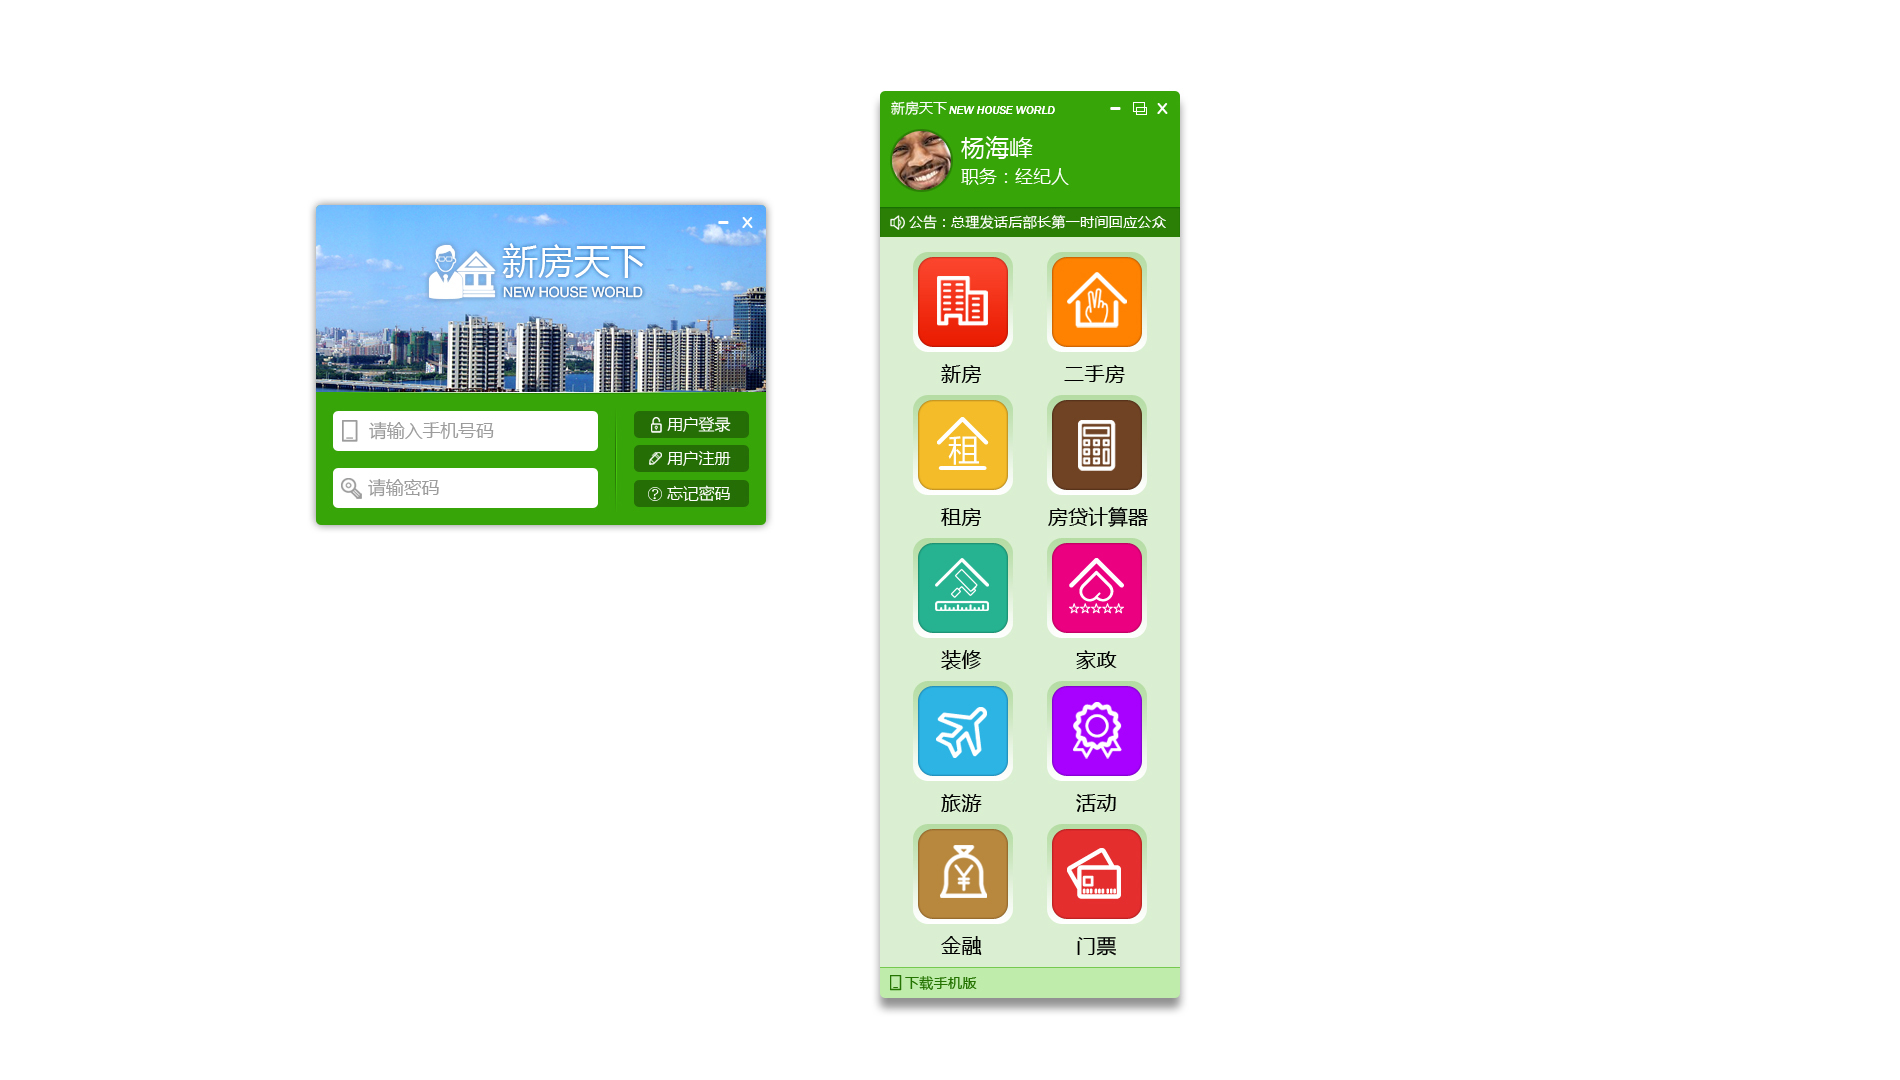 新房天下
NEW HOUSE WORLD
请输入手机号码
请输密码
用户登录
用户注册
忘记密码
新房天下 NEW HOUSE WORLD
杨海峰
职务：经纪人
公告：总理发话后部长第一时间回应公众
新房
二手房
租
租房
房贷计算器
装修
家政
旅游
活动
¥
金融
门票
下载手机版